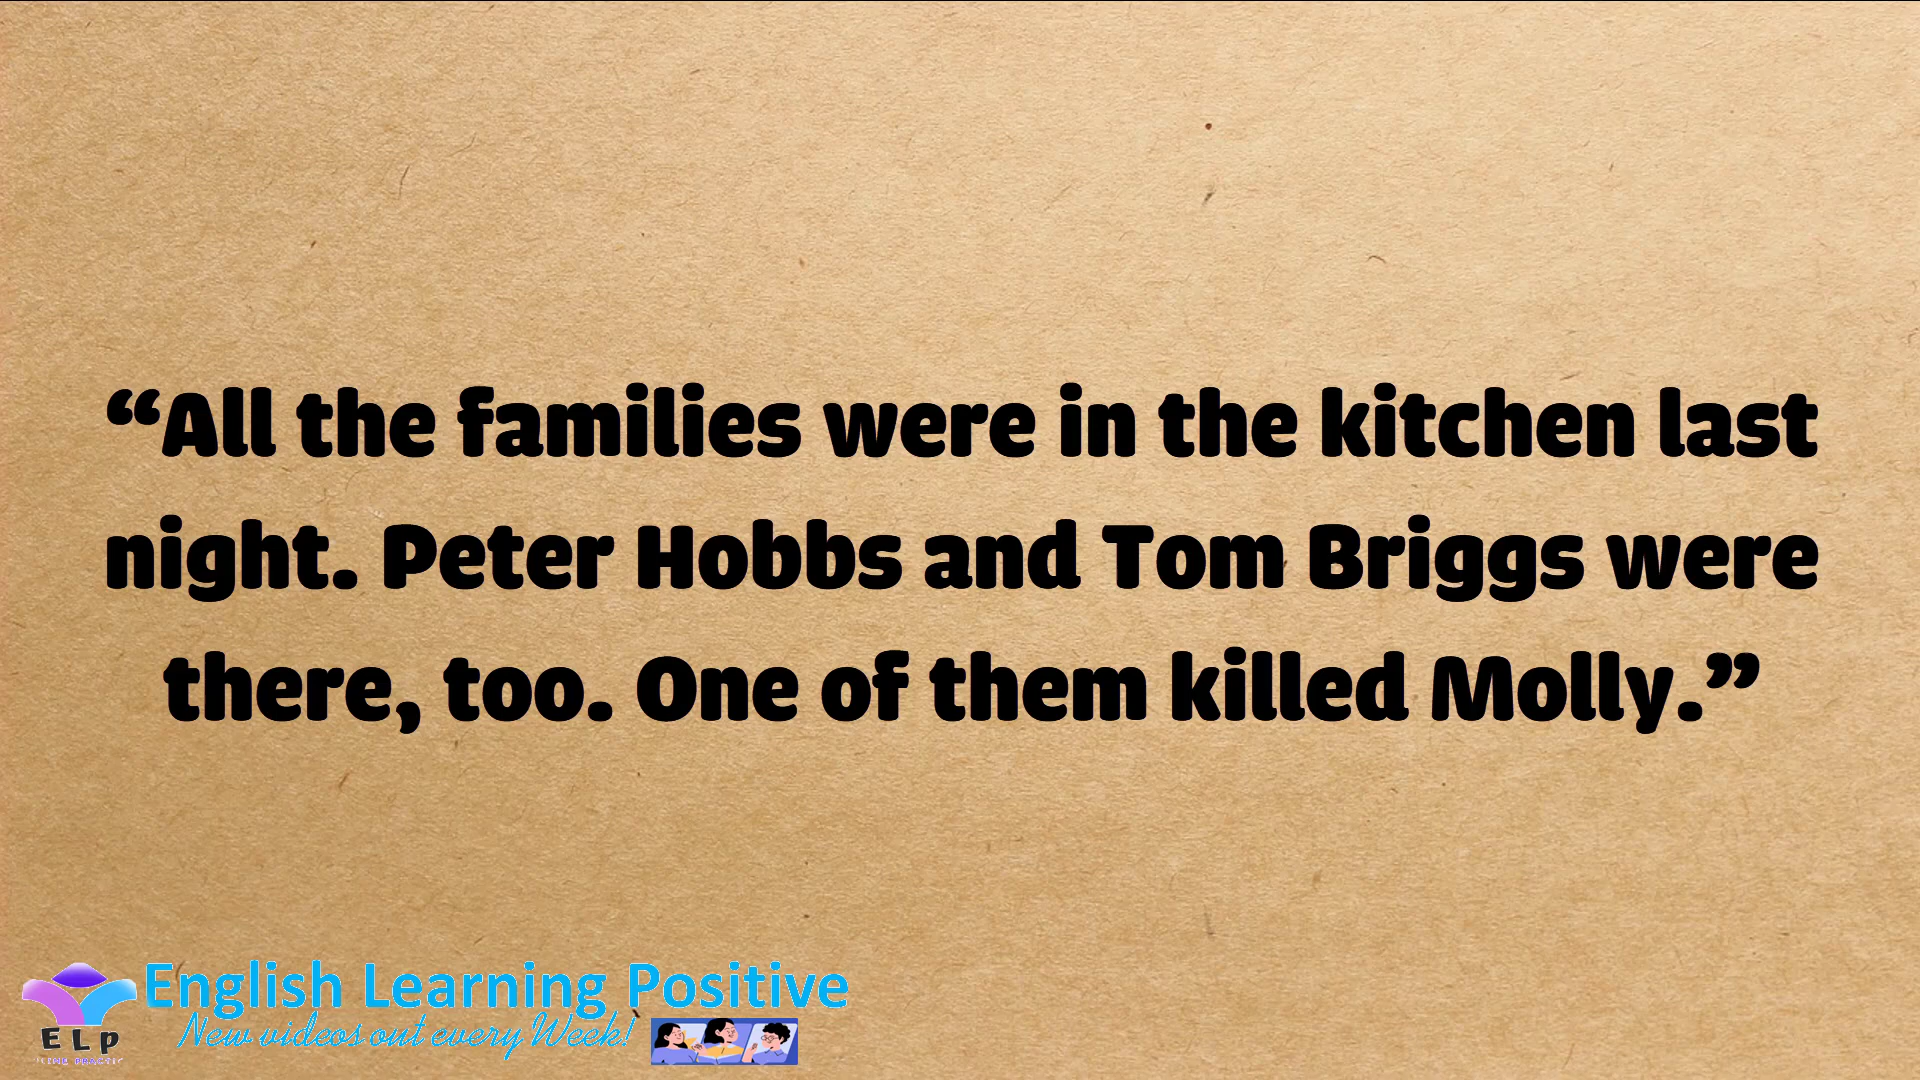 “All the families were in the kitchen last
night. Peter Hobbs and Tom Briggs were
there, too. One of them killed Molly.”
English Learning Positive
New videos out every Week!
ELp